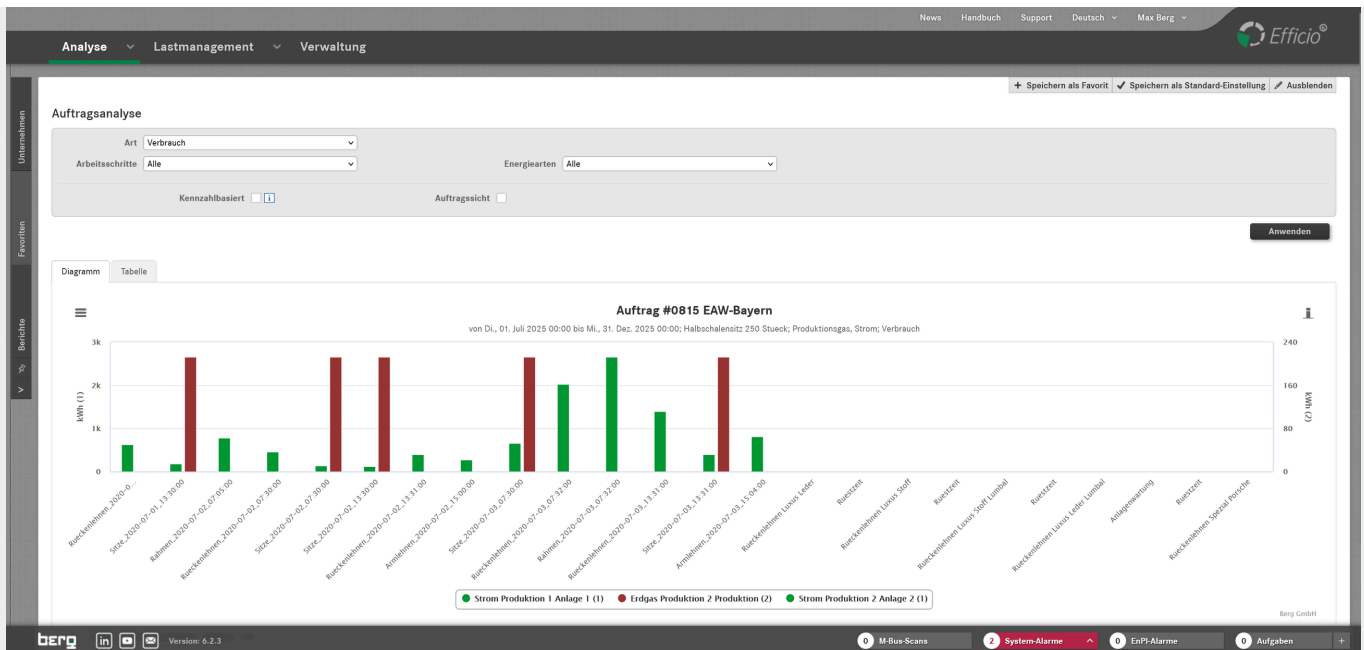 News Handbuch Support Deutsch Max Berg
Efficio®
Analyse Lastmanagement Verwaltung
+ Speichern als Favorit Speichern als Standard-Einstellung Ausblenden
Unternehmen
Favoriten
Berichte
Auftragsanalyse
Art Verbrauch
Arbeitsschritte Alle Energiearten Alle
Kennzahlbasiert i Auftragssicht
Anwenden
Diagramm Tabelle
Auftrag #0815 EAW-Bayern
von Di., 01. Juli 2025 00:00 bis Mi., 31. Dez. 2025 00:00; Halbschalensitz 250 Stueck; Produktionsgas, Strom; Verbrauch
3k 240
2k 160
kWh (1) kWh (2)
1k 80
0 0
Rueckenlehnen_2020-0...
Sitze_2020-07-01_13:30:00
Rahmen_2020-07-02_07:05:00
Rueckenlehnen_2020-07-02_07:30:00
Sitze_2020-07-02_07:30:00
Sitze_2020-07-02_13:30:00
Rueckenlehnen_2020-07-02_13:31:00
Armlehnen_2020-07-02_15:00:00
Sitze_2020-07-03_07:30:00
Rueckenlehnen_2020-07-03_07:32:00
Rahmen_2020-07-03_07:32:00
Rueckenlehnen_2020-07-03_13:31:00
Sitze_2020-07-03_13:31:00
Armlehnen_2020-07-03_15:04:00
Rueckenlehnen Luxus Leder
Ruestzeit
Rueckenlehnen Luxus Stoff
Ruestzeit
Rueckenlehnen Luxus Stoff Lumbal
Ruestzeit
Rueckenlehnen Luxus Leder Lumbal
Anlagenwartung
Ruestzeit
Rueckenlehnen Spezial Porsche
Strom Produktion 1 Anlage 1 (1) Erdgas Produktion 2 Produktion (2) Strom Produktion 2 Anlage 2 (1)
Berg GmbH
berg in Version: 6.2.3 0 M-Bus-Scans 2 System-Alarme 0 EnPI-Alarme 0 Aufgaben +